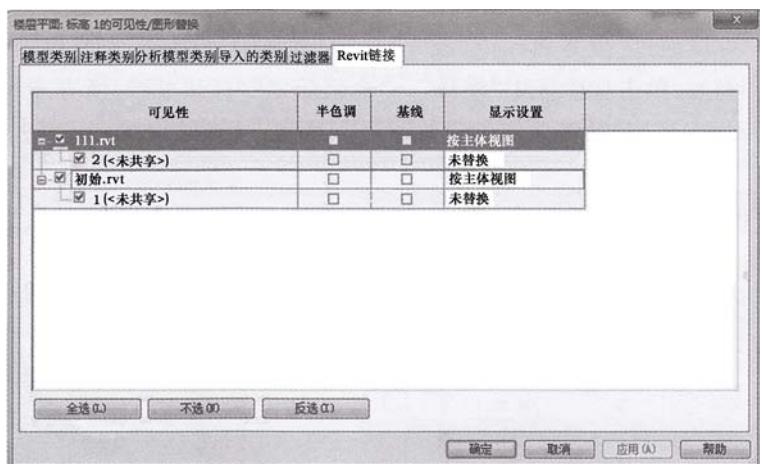 楼层平面: 标高 1的可见性/图形替换
模型类别 注释类别 分析模型类别 导入的类别 过滤器 Revit链接
可见性 半色调 基线 显示设置
111.rvt 按主体视图
2 (<未共享>) 未替换
初始.rvt 按主体视图
1 (<未共享>) 未替换
全选(L) 不选(N) 反选(I)
确定 取消 应用(A) 帮助